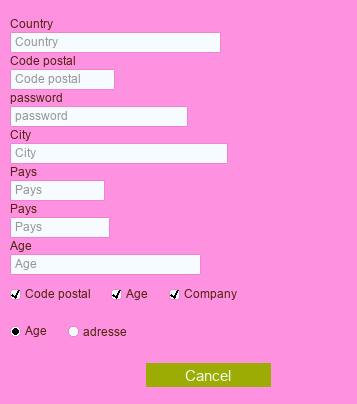 Country
Country
Code postal
Code postal
password
password
City
City
Pays
Pays
Pays
Pays
Age
Age
Code postal Age Company
Age adresse
Cancel